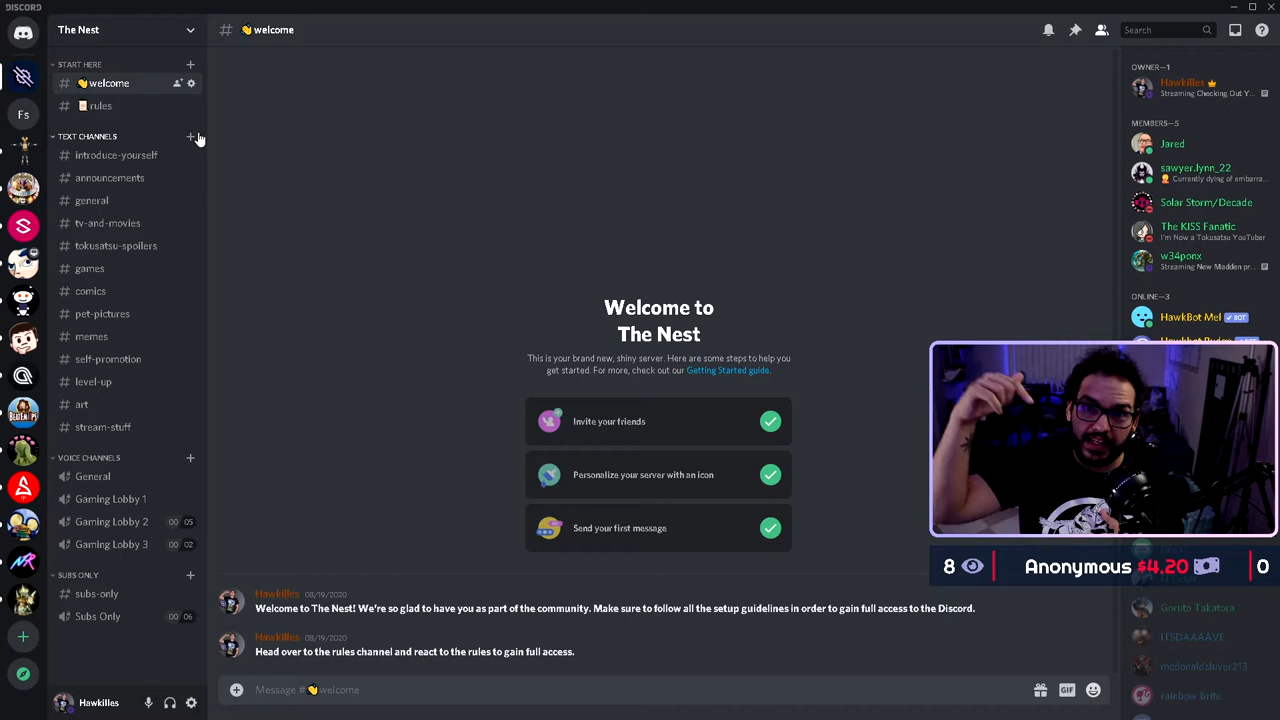 DISCORD
The Nest
START HERE
welcome
rules
TEXT CHANNELS
introduce-yourself
announcements
general
tv-and-movies
tokusatsu-spoilers
games
comics
pet-pictures
memes
self-promotion
level-up
art
stream-stuff
VOICE CHANNELS
General
Gaming Lobby 1
Gaming Lobby 2 00 05
Gaming Lobby 3 00 02
SUBS ONLY
subs-only
Subs Only 00 06
Hawkilles
Fs
# 👋welcome
Search
Welcome to
The Nest
This is your brand new, shiny server. Here are some steps to help you
get started. For more, check out our Getting Started guide.
Invite your friends
Personalize your server with an icon
Send your first message
Hawkilles 08/19/2020
Welcome to The Nest! We're so glad to have you as part of the community. Make sure to follow all the setup guidelines in order to gain full access to the Discord.
Hawkilles 08/19/2020
Head over to the rules channel and react to the rules to gain full access.
Message #👋welcome
GIF
OWNER—1
Hawkilles
Streaming Checking Out Y...
MEMBERS—5
Jared
sawyer.lynn_22
Currently dying of embarra...
Solar Storm/Decade
The KISS Fanatic
I'm Now a Tokusatsu YouTuber
w34ponx
Streaming New Madden pr...
ONLINE—3
HawkBot Mel BOT
8 Anonymous $4.20 0
Goruto Takatora
ITSDAAAAVE
mcdonaldsluver213
rainbow brite